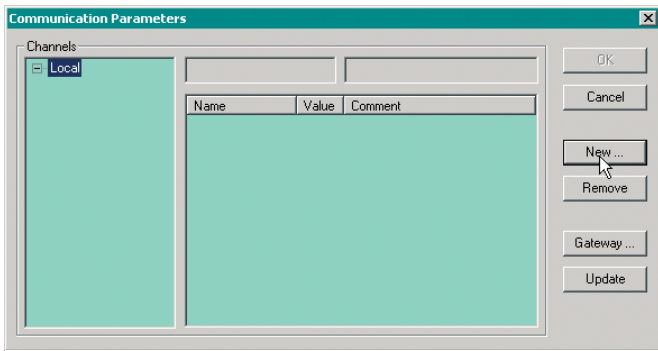 Communication Parameters
Channels
Local
Name Value Comment
OK
Cancel
New ...
Remove
Gateway ...
Update